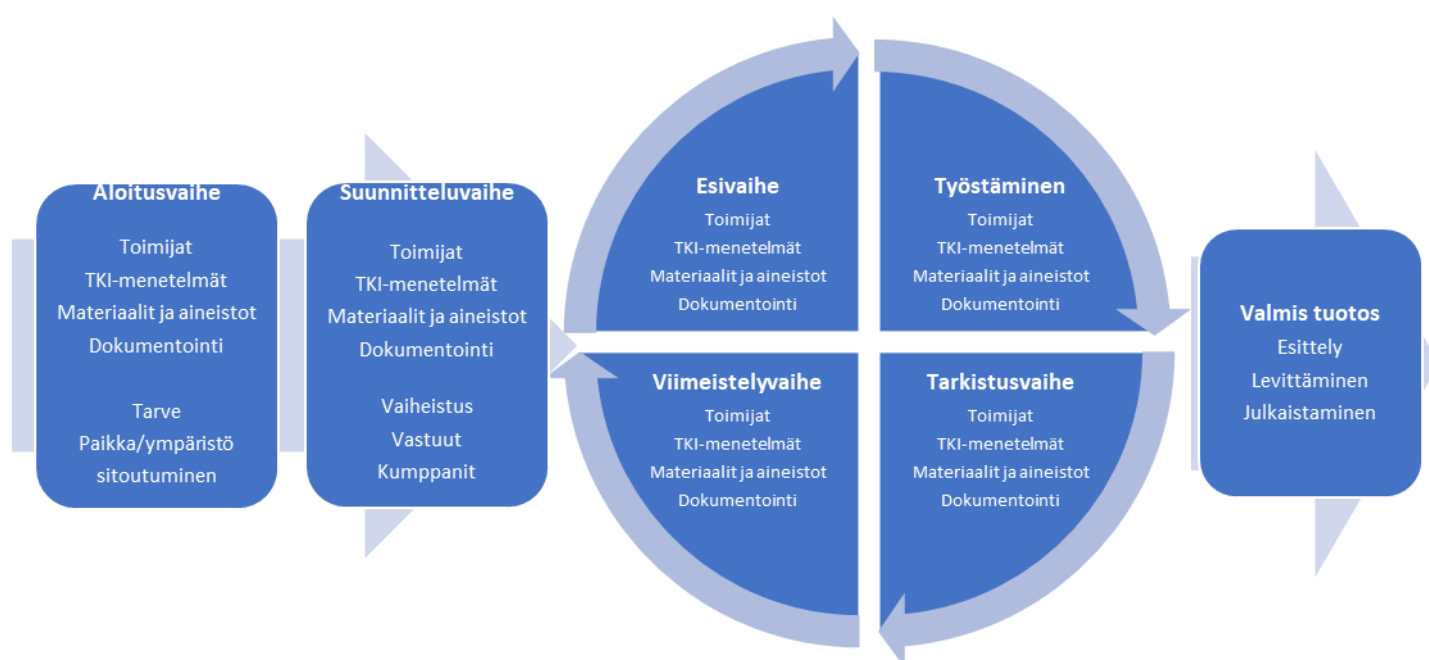 Aloitusvaihe
Toimijat
TKI-menetelmät
Materiaalit ja aineistot
Dokumentointi
Tarve
Paikka/ympäristö
sitoutuminen
Suunnitteluvaihe
Toimijat
TKI-menetelmät
Materiaalit ja aineistot
Dokumentointi
Vaiheistus
Vastuut
Kumppanit
Esivaihe
Toimijat
TKI-menetelmät
Materiaalit ja aineistot
Dokumentointi
Työstäminen
Toimijat
TKI-menetelmät
Materiaalit ja aineistot
Dokumentointi
Viimeistelyvaihe
Toimijat
TKI-menetelmät
Materiaalit ja aineistot
Dokumentointi
Tarkistusvaihe
Toimijat
TKI-menetelmät
Materiaalit ja aineistot
Dokumentointi
Valmis tuotos
Esittely
Levittäminen
Julkaistaminen